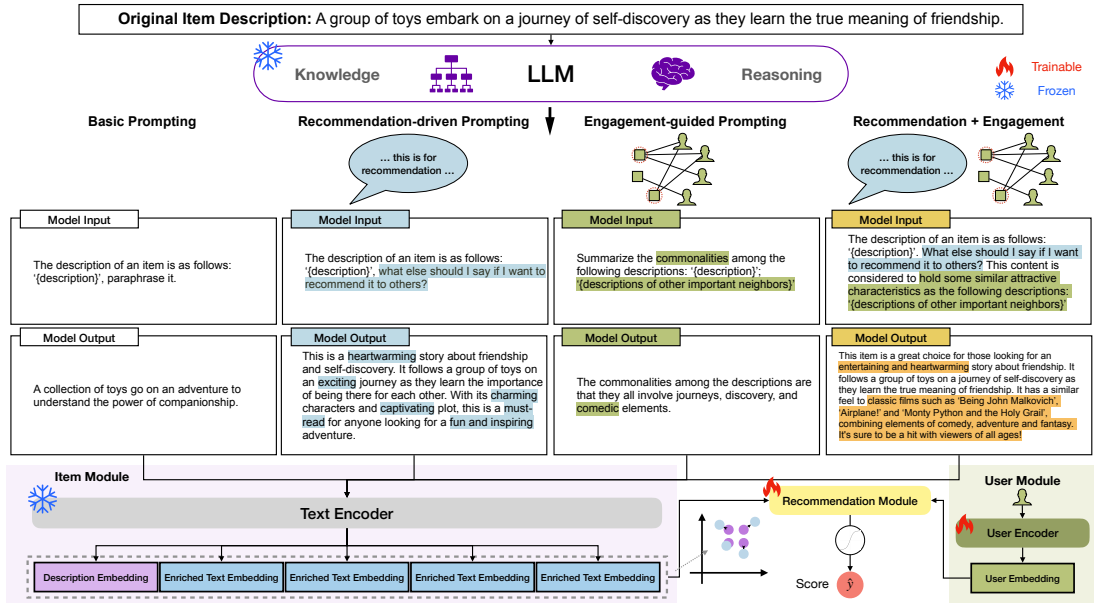 Original Item Description: A group of toys embark on a journey of self-discovery as they learn the true meaning of friendship.
Knowledge
LLM
Reasoning
Trainable
Frozen
Basic Prompting
Recommendation-driven Prompting
Engagement-guided Prompting
Recommendation + Engagement
... this is for
recommendation ...
... this is for
recommendation ...
Model Input
The description of an item is as follows:
'{description}', paraphrase it.
Model Input
The description of an item is as follows:
'{description}', what else should I say if I want to
recommend it to others?
Model Input
Summarize the commonalities among the
following descriptions: '{description}';
'{descriptions of other important neighbors}'
Model Input
The description of an item is as follows:
'{description}'. What else should I say if I want
to recommend it to others? This content is
considered to hold some similar attractive
characteristics as the following descriptions:
'{descriptions of other important neighbors}'
Model Output
A collection of toys go on an adventure to
understand the power of companionship.
Model Output
This is a heartwarming story about friendship
and self-discovery. It follows a group of toys on
an exciting journey as they learn the importance
of being there for each other. With its charming
characters and captivating plot, this is a must-
read for anyone looking for a fun and inspiring
adventure.
Model Output
The commonalities among the descriptions are
that they all involve journeys, discovery, and
comedic elements.
Model Output
This item is a great choice for those looking for an
entertaining and heartwarming story about friendship. It
follows a group of toys on a journey of self-discovery as
they learn the true meaning of friendship. It has a similar
feel to classic films such as 'Being John Malkovich',
'Airplane!' and 'Monty Python and the Holy Grail',
combining elements of comedy, adventure and fantasy.
It's sure to be a hit with viewers of all ages!
Item Module
Text Encoder
Description Embedding
Enriched Text Embedding
Enriched Text Embedding
Enriched Text Embedding
Enriched Text Embedding
Recommendation Module
Score
ŷ
User Module
User Encoder
User Embedding